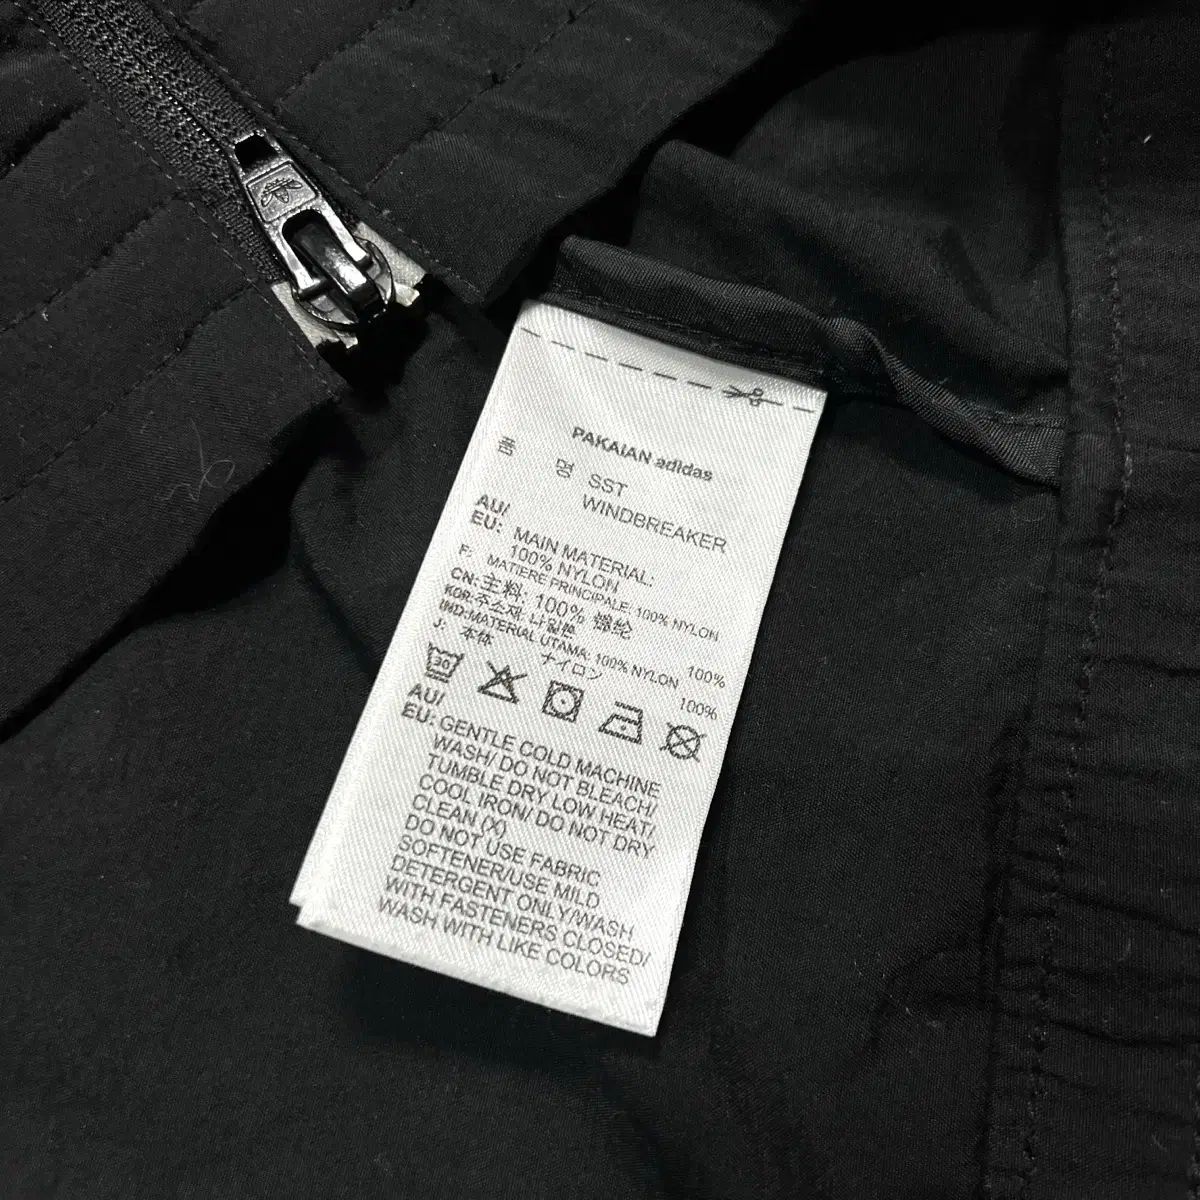 PAKAIAN adidas
품 명 SST
WINDBREAKER
AU/
EU: MAIN MATERIAL:
100% NYLON
F: MATIERE PRINCIPALE: 100% NYLON
CN: 主料: 100% 锦纶
KOR: 주소재: 나일론 100%
IND: MATERIAL UTAMA: 100% NYLON
J: 本体 ナイロン 100%
30
AU/
EU: GENTLE COLD MACHINE
WASH/ DO NOT BLEACH/
TUMBLE DRY LOW HEAT/
COOL IRON/ DO NOT DRY
CLEAN (X)
DO NOT USE FABRIC
SOFTENER/USE MILD
DETERGENT ONLY/WASH
WITH FASTENERS CLOSED/
WASH WITH LIKE COLORS